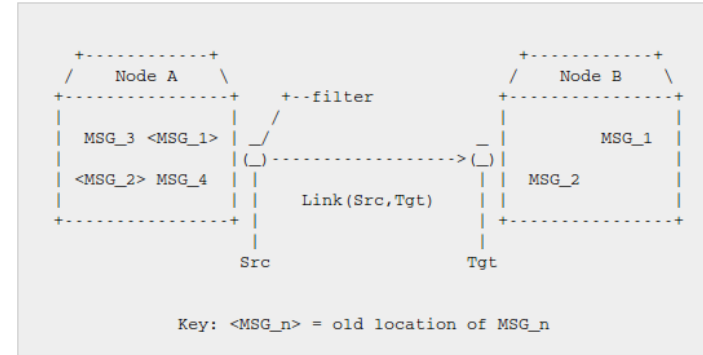 Node A Node B
+--filter
MSG_3 <MSG_1> MSG_1
<MSG_2> MSG_4 MSG_2
Link(Src,Tgt)
Src Tgt
Key: <MSG_n> = old location of MSG_n